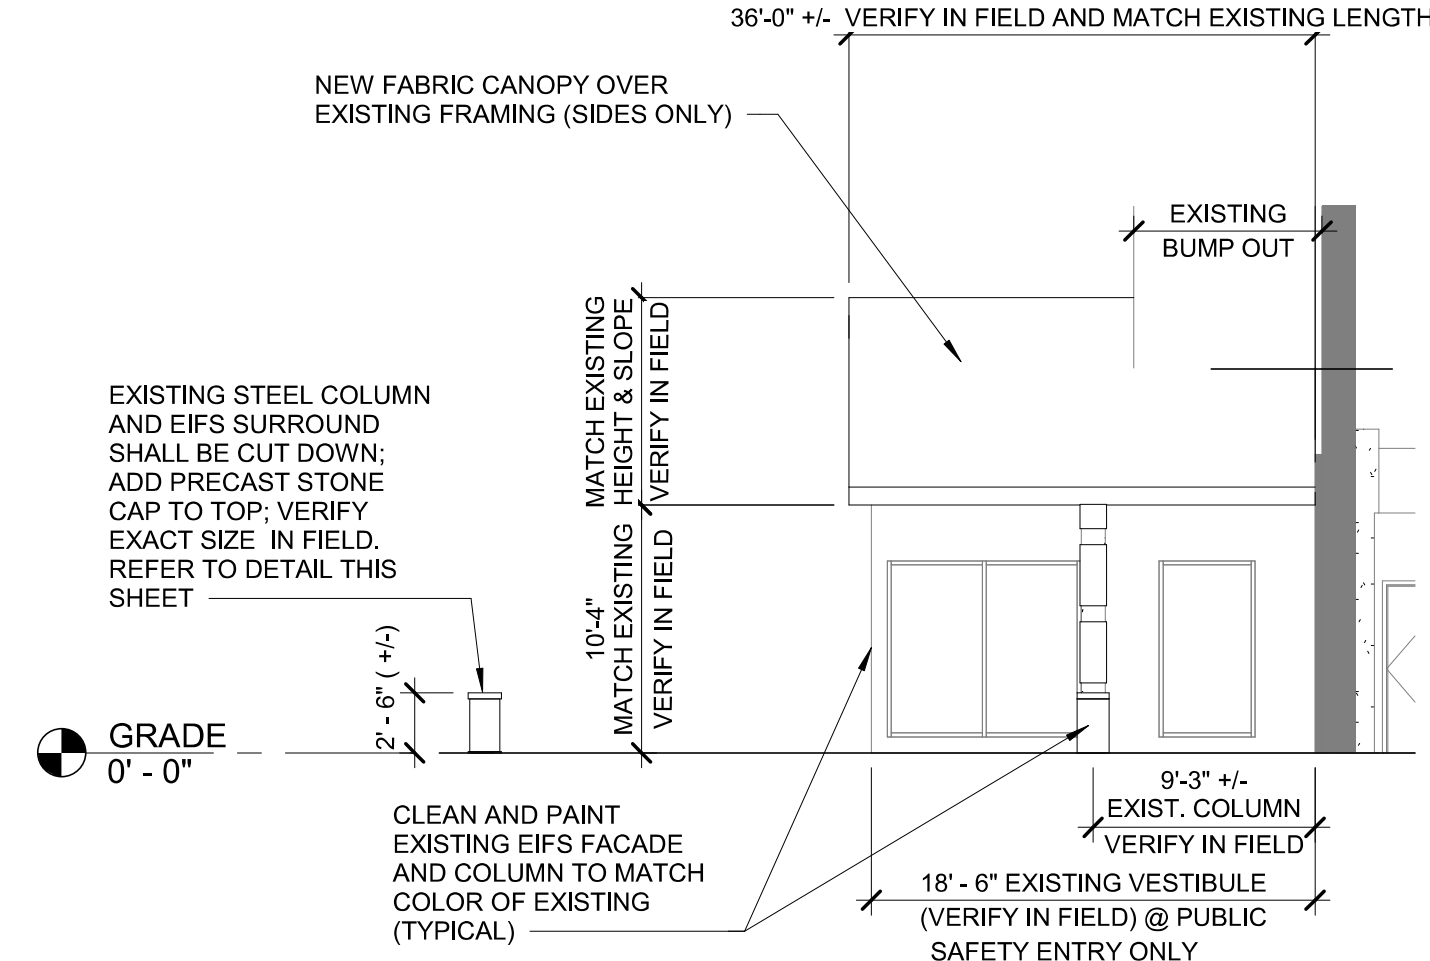 36'-0" +/- VERIFY IN FIELD AND MATCH EXISTING LENGTH
NEW FABRIC CANOPY OVER
EXISTING FRAMING (SIDES ONLY)
EXISTING
BUMP OUT
MATCH EXISTING
HEIGHT & SLOPE
VERIFY IN FIELD
EXISTING STEEL COLUMN
AND EIFS SURROUND
SHALL BE CUT DOWN;
ADD PRECAST STONE
CAP TO TOP; VERIFY
EXACT SIZE IN FIELD.
REFER TO DETAIL THIS
SHEET
10'-4"
MATCH EXISTING
VERIFY IN FIELD
2' - 6" ( +/-)
GRADE
0' - 0"
CLEAN AND PAINT
EXISTING EIFS FACADE
AND COLUMN TO MATCH
COLOR OF EXISTING
(TYPICAL)
9'-3" +/-
EXIST. COLUMN
VERIFY IN FIELD
18' - 6" EXISTING VESTIBULE
(VERIFY IN FIELD) @ PUBLIC
SAFETY ENTRY ONLY